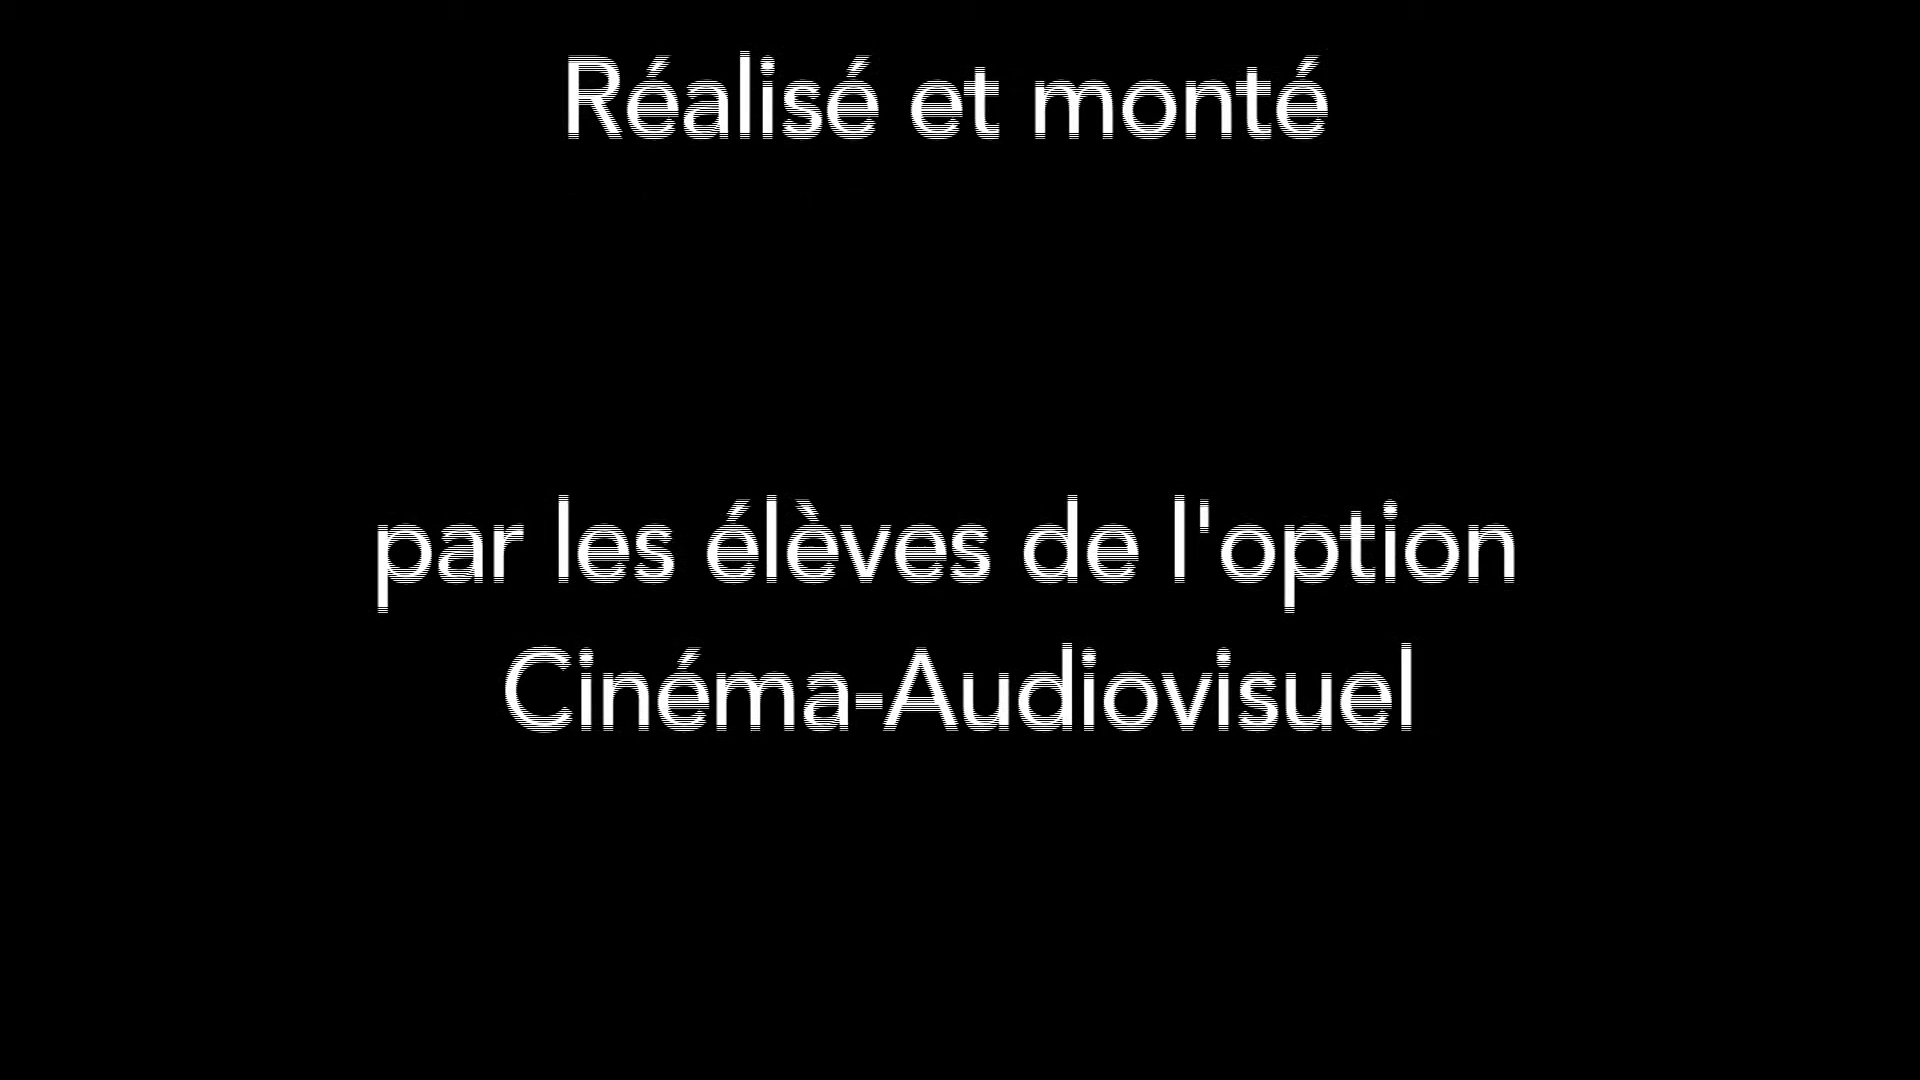 Réalisé et monté
par les élèves de l'option
Cinéma-Audiovisuel